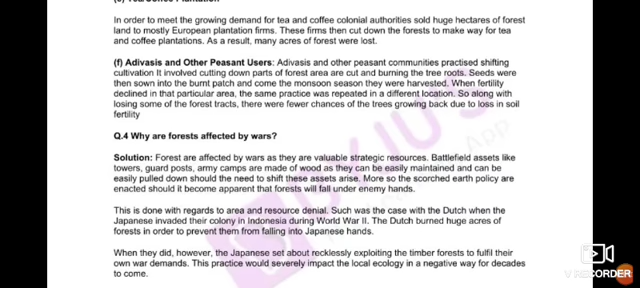 In order to meet the growing demand for tea and coffee colonial authorities sold huge hectares of forest
land to mostly European plantation firms. These firms then cut down the forests to make way for tea
and coffee plantations. As a result, many acres of forest were lost.
(f) Adivasis and Other Peasant Users: Adivasis and other peasant communities practised shifting
cultivation It involved cutting down parts of forest area are cut and burning the tree roots. Seeds were
then sown into the burnt patch and come the monsoon season they were harvested. When fertility
declined in that particular area, the same practice was repeated in a different location. So along with
losing some of the forest tracts, there were fewer chances of the trees growing back due to loss in soil
fertility
Q.4 Why are forests affected by wars?
Solution: Forest are affected by wars as they are valuable strategic resources. Battlefield assets like
towers, guard posts, army camps are made of wood as they can be easily maintained and can be
easily pulled down should the need to shift these assets arise. More so the scorched earth policy are
enacted should it become apparent that forests will fall under enemy hands.
This is done with regards to area and resource denial. Such was the case with the Dutch when the
Japanese invaded their colony in Indonesia during World War II. The Dutch burned huge acres of
forests in order to prevent them from falling into Japanese hands.
When they did, however, the Japanese set about recklessly exploiting the timber forests to fulfil their
own war demands. This practice would severely impact the local ecology in a negative way for decades
to come.
BYJU'S
App
V RECORDER